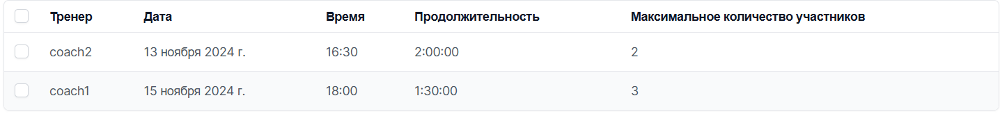 Тренер Дата Время Продолжительность Максимальное количество участников
coach2 13 ноября 2024 г. 16:30 2:00:00 2
coach1 15 ноября 2024 г. 18:00 1:30:00 3